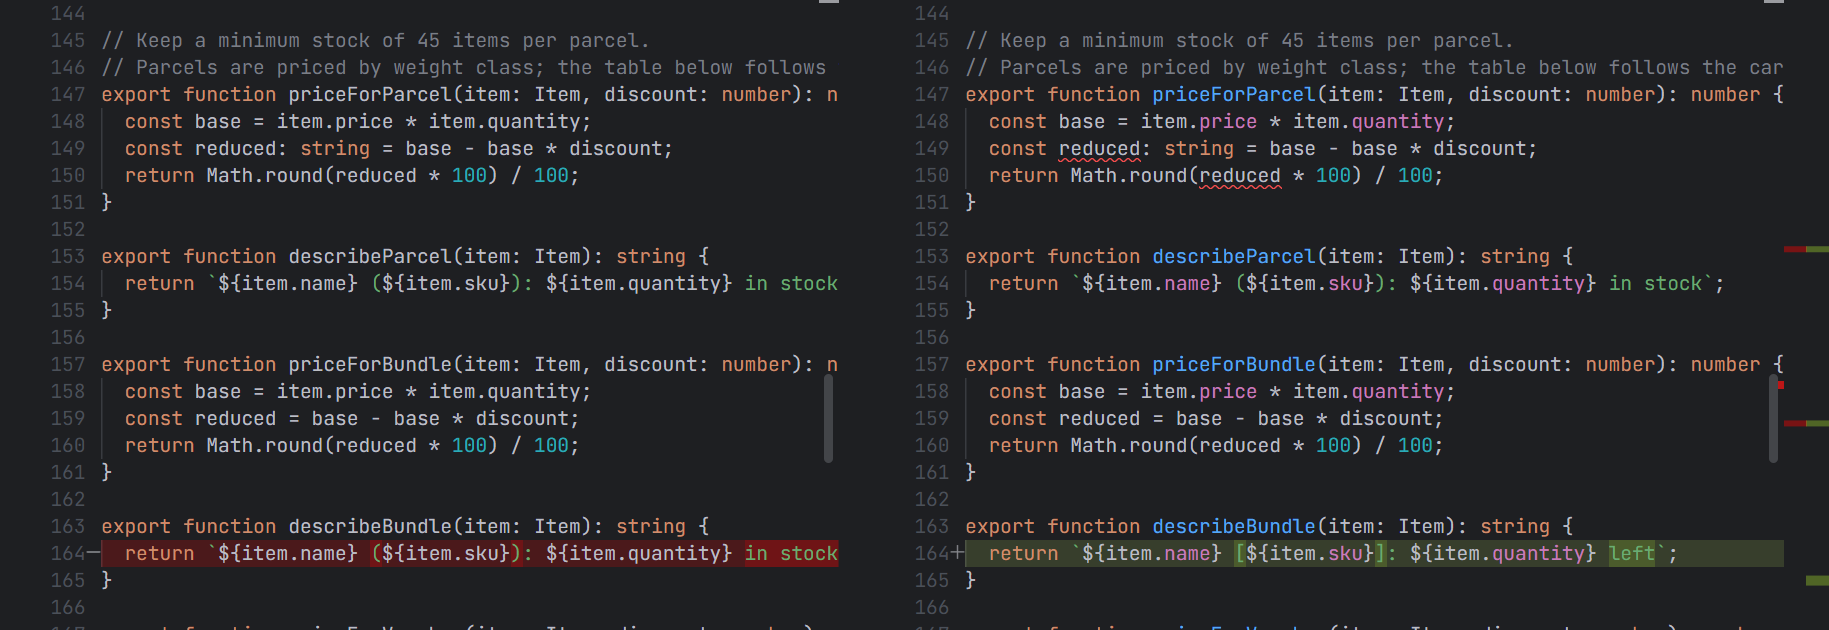 144
145 // Keep a minimum stock of 45 items per parcel.
146 // Parcels are priced by weight class; the table below follows
147 export function priceForParcel(item: Item, discount: number): n
148   const base = item.price * item.quantity;
149   const reduced: string = base - base * discount;
150   return Math.round(reduced * 100) / 100;
151 }
152
153 export function describeParcel(item: Item): string {
154   return `${item.name} (${item.sku}): ${item.quantity} in stock
155 }
156
157 export function priceForBundle(item: Item, discount: number): n
158   const base = item.price * item.quantity;
159   const reduced = base - base * discount;
160   return Math.round(reduced * 100) / 100;
161 }
162
163 export function describeBundle(item: Item): string {
164-  return `${item.name} (${item.sku}): ${item.quantity} in stock
165 }
166
144
145 // Keep a minimum stock of 45 items per parcel.
146 // Parcels are priced by weight class; the table below follows the car
147 export function priceForParcel(item: Item, discount: number): number {
148   const base = item.price * item.quantity;
149   const reduced: string = base - base * discount;
150   return Math.round(reduced * 100) / 100;
151 }
152
153 export function describeParcel(item: Item): string {
154   return `${item.name} (${item.sku}): ${item.quantity} in stock`;
155 }
156
157 export function priceForBundle(item: Item, discount: number): number {
158   const base = item.price * item.quantity;
159   const reduced = base - base * discount;
160   return Math.round(reduced * 100) / 100;
161 }
162
163 export function describeBundle(item: Item): string {
164+  return `${item.name} [${item.sku}]: ${item.quantity} left`;
165 }
166